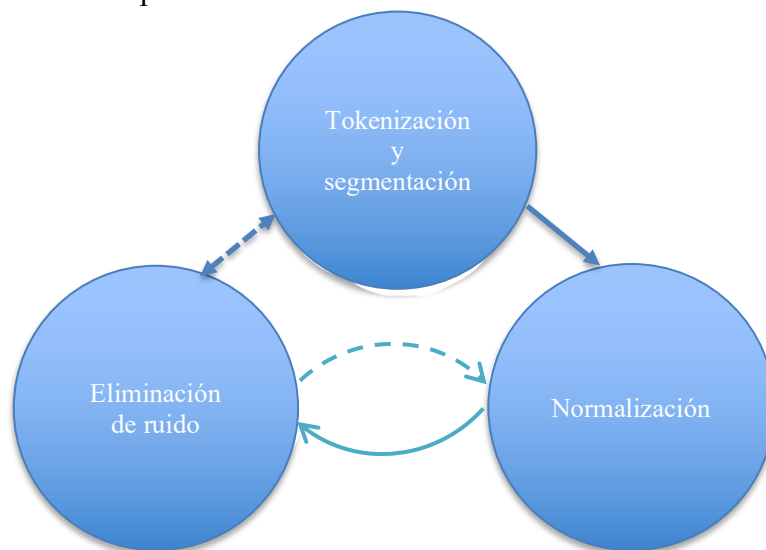 Tokenización
y
segmentación
Eliminación
de ruido
Normalización